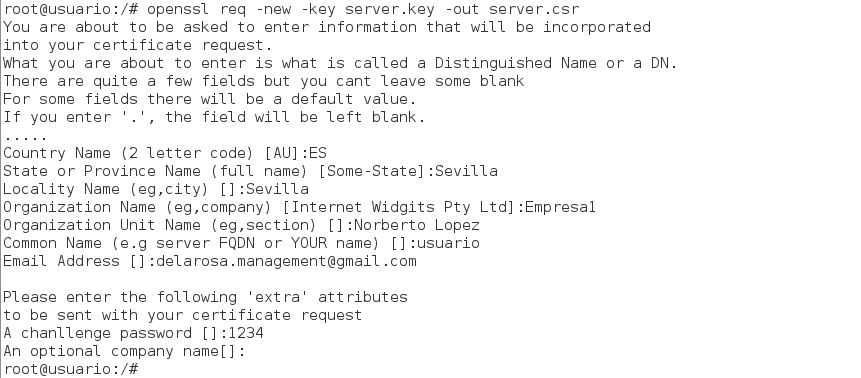 root@usuario:/# openssl req -new -key server.key -out server.csr
You are about to be asked to enter information that will be incorporated
into your certificate request.
What you are about to enter is what is called a Distinguished Name or a DN.
There are quite a few fields but you cant leave some blank
For some fields there will be a default value.
If you enter '.', the field will be left blank.
.....
Country Name (2 letter code) [AU]:ES
State or Province Name (full name) [Some-State]:Sevilla
Locality Name (eg,city) []:Sevilla
Organization Name (eg,company) [Internet Widgits Pty Ltd]:Empresa1
Organization Unit Name (eg,section) []:Norberto Lopez
Common Name (e.g server FQDN or YOUR name) []:usuario
Email Address []:delarosa.management@gmail.com
Please enter the following 'extra' attributes
to be sent with your certificate request
A chanllenge password []:1234
An optional company name[]:
root@usuario:/#